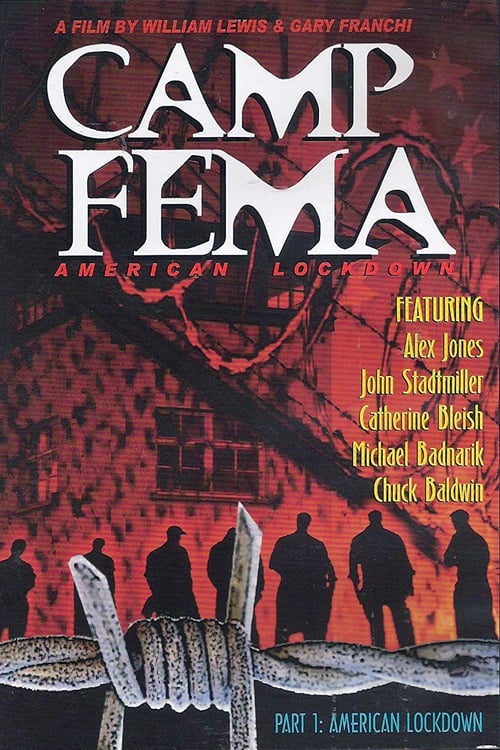 A FILM BY WILLIAM LEWIS & GARY FRANCHI
CAMP
FEMA
AMERICAN LOCKDOWN
FEATURING
Alex Jones
John Stadtmiller
Catherine Bleish
Michael Badnarik
Chuck Baldwin
PART 1: AMERICAN LOCKDOWN